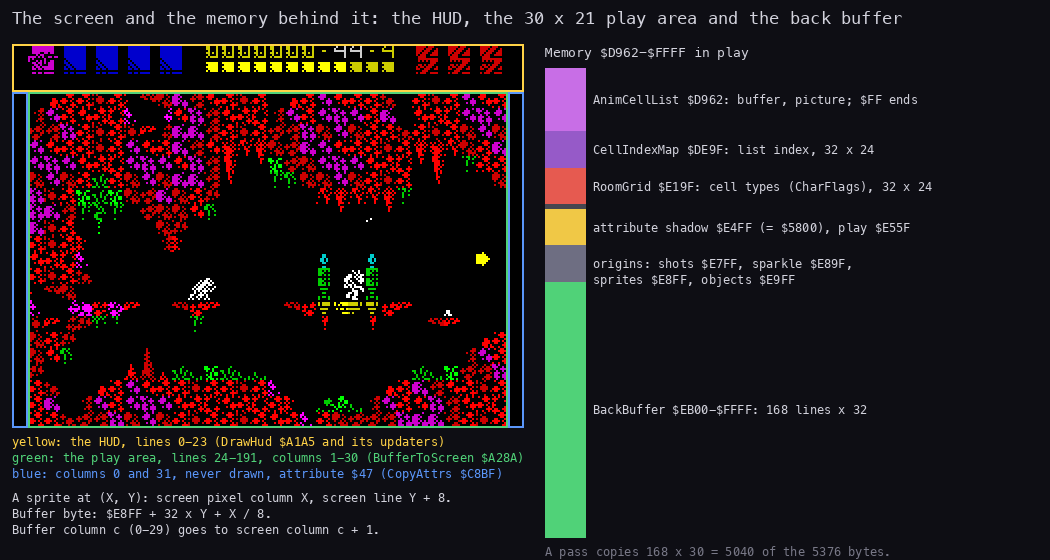 The screen and the memory behind it: the HUD, the 30 x 21 play area and the back buffer
Memory $D962–$FFFF in play
AnimCellList $D962: buffer, picture; $FF ends
CellIndexMap $DE9F: list index, 32 x 24
RoomGrid $E19F: cell types (CharFlags), 32 x 24
attribute shadow $E4FF (= $5800), play $E55F
origins: shots $E7FF, sparkle $E89F,
sprites $E8FF, objects $E9FF
BackBuffer $EB00–$FFFF: 168 lines x 32
yellow: the HUD, lines 0–23 (DrawHud $A1A5 and its updaters)
green: the play area, lines 24–191, columns 1–30 (BufferToScreen $A28A)
blue: columns 0 and 31, never drawn, attribute $47 (CopyAttrs $C8BF)
A sprite at (X, Y): screen pixel column X, screen line Y + 8.
Buffer byte: $E8FF + 32 x Y + X / 8.
Buffer column c (0–29) goes to screen column c + 1.
A pass copies 168 x 30 = 5040 of the 5376 bytes.